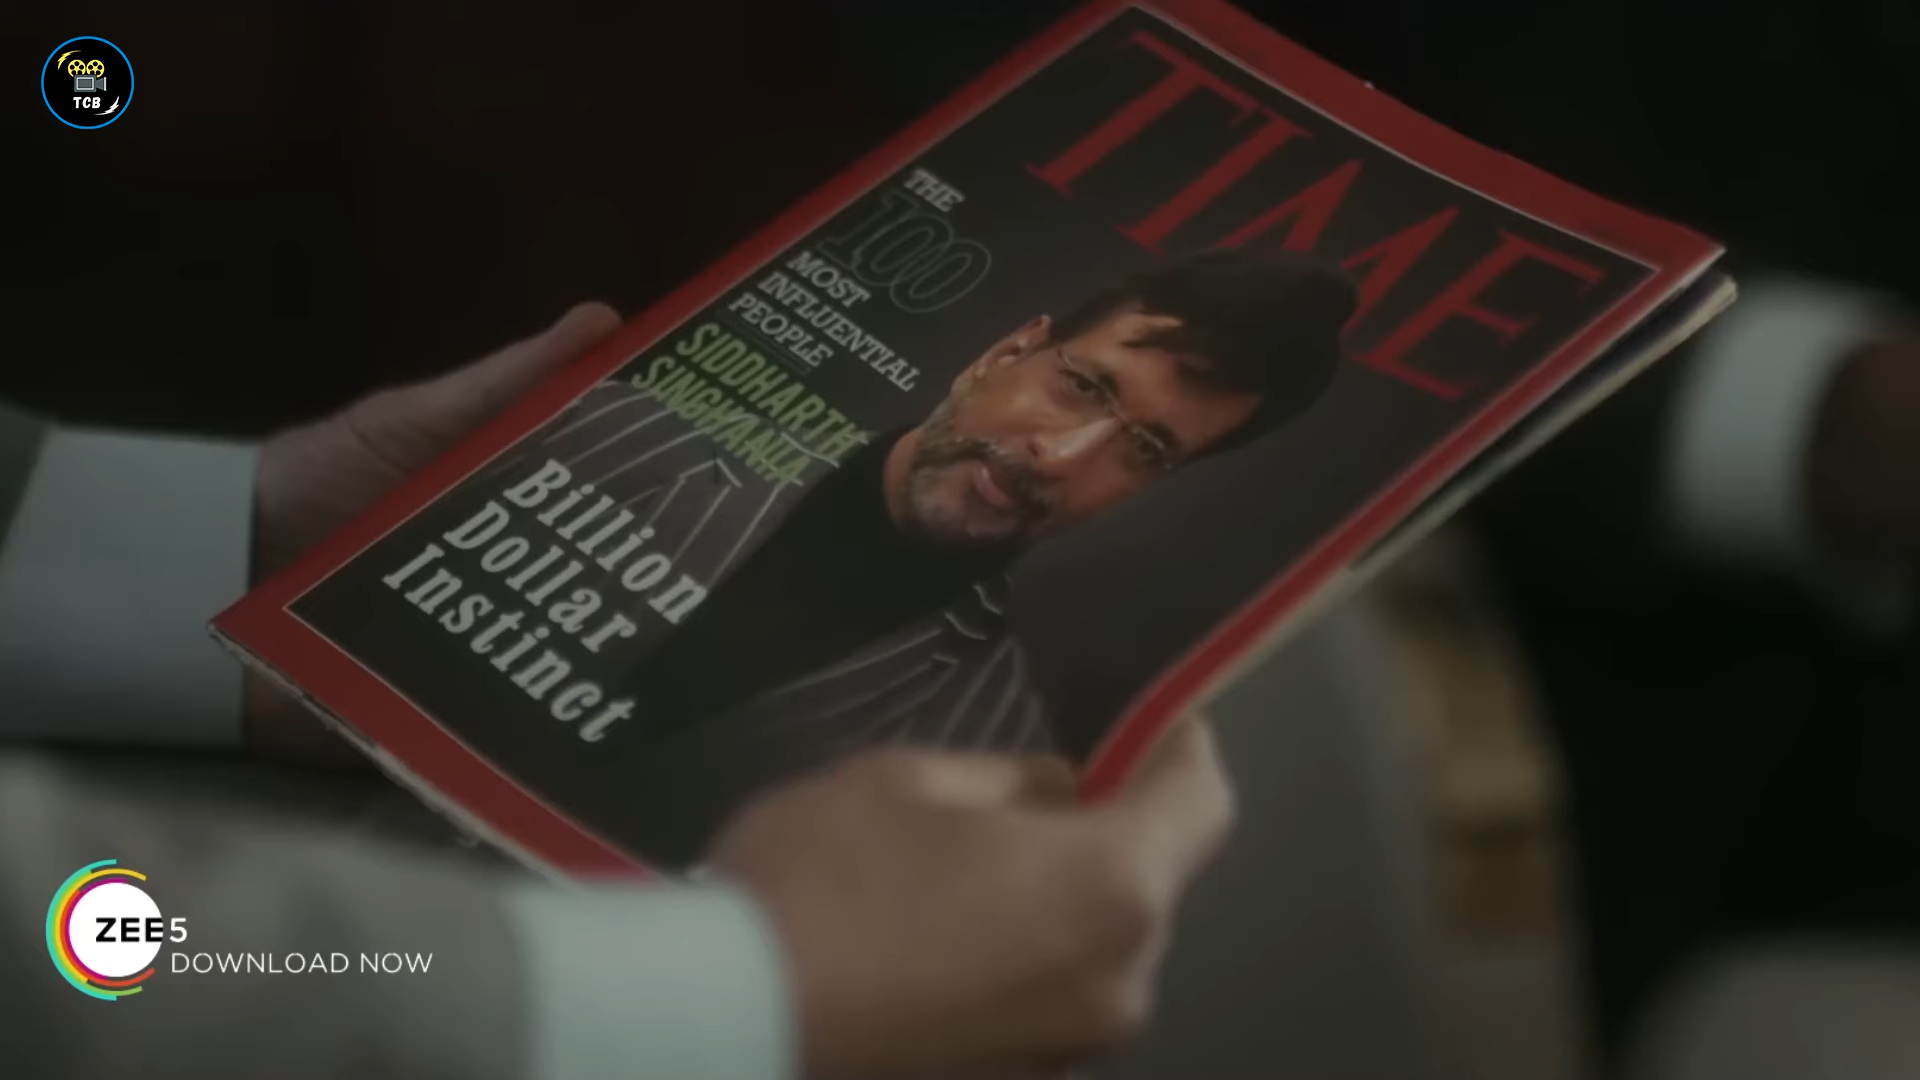 TCB
TIME
THE
100
MOST
INFLUENTIAL
PEOPLE
SIDDHARTH
SINGHANIA
Billion
Dollar
Instinct
ZEE5
DOWNLOAD NOW